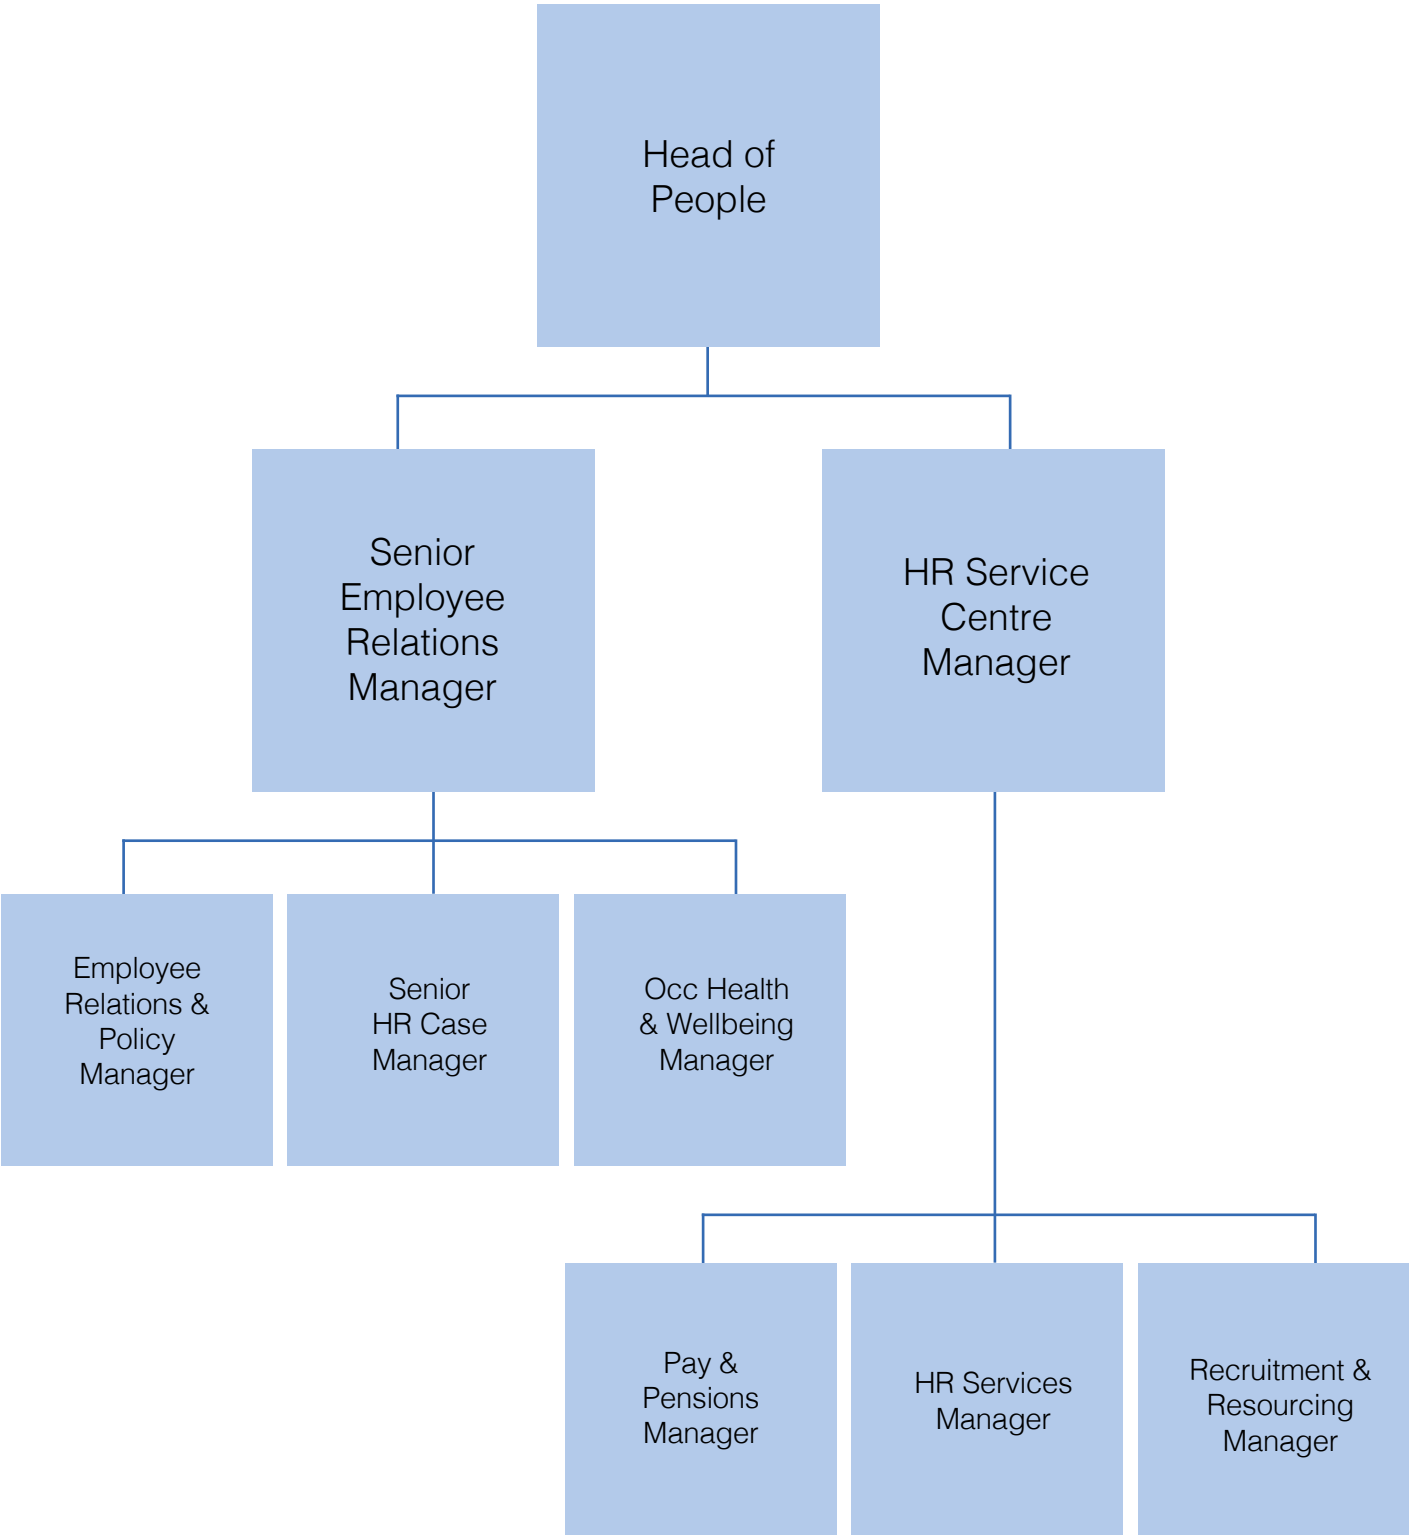 Head of
People
Senior
Employee
Relations
Manager
HR Service
Centre
Manager
Employee
Relations &
Policy
Manager
Senior
HR Case
Manager
Occ Health
& Wellbeing
Manager
Pay &
Pensions
Manager
HR Services
Manager
Recruitment &
Resourcing
Manager